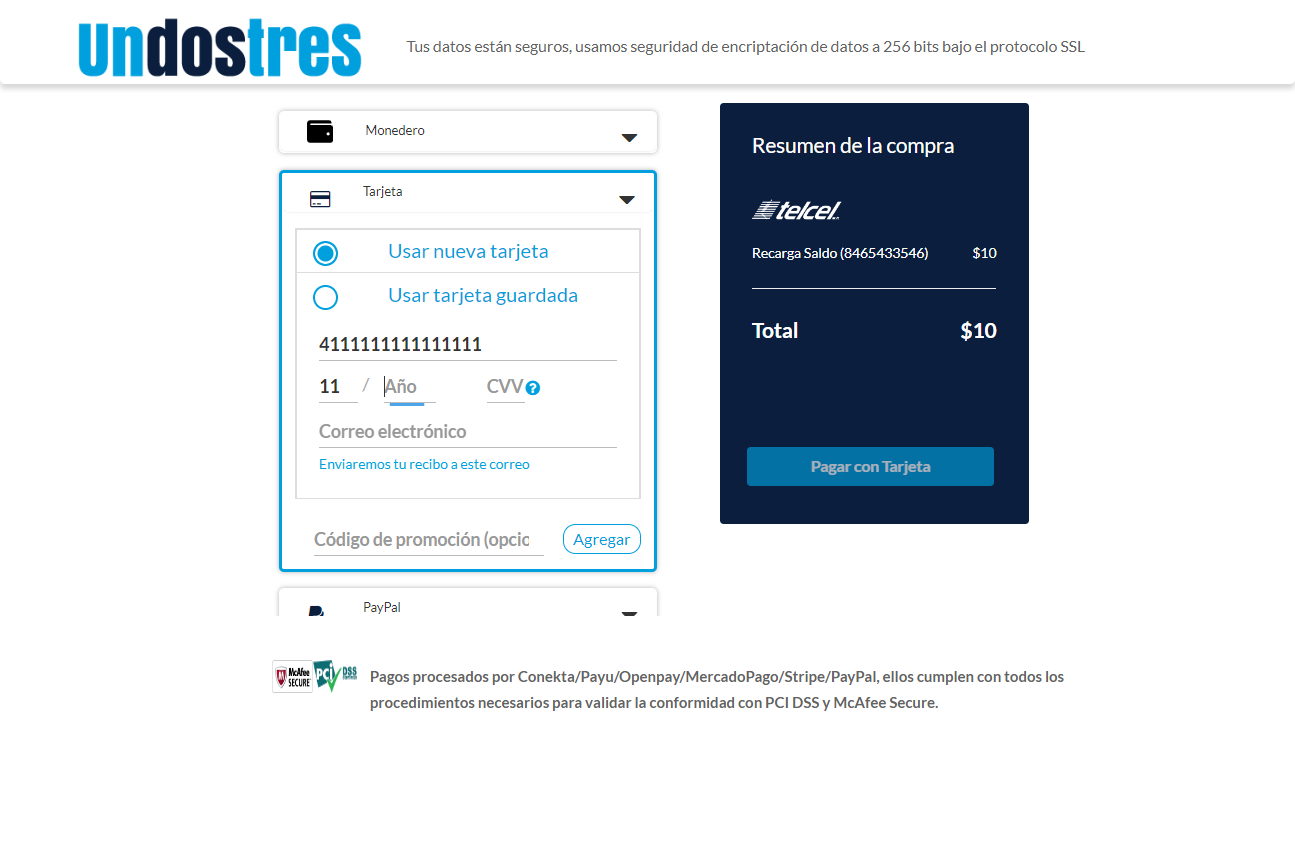 undostres
Tus datos están seguros, usamos seguridad de encriptación de datos a 256 bits bajo el protocolo SSL
Monedero
Tarjeta
Usar nueva tarjeta
Usar tarjeta guardada
4111111111111111
11 / Año CVV ?
Correo electrónico
Enviaremos tu recibo a este correo
Código de promoción (opcio
Agregar
PayPal
Resumen de la compra
telcel
Recarga Saldo (8465433546) $10
Total $10
Pagar con Tarjeta
McAfee
SECURE
PCI DSS
Pagos procesados por Conekta/Payu/Openpay/MercadoPago/Stripe/PayPal, ellos cumplen con todos los
procedimientos necesarios para validar la conformidad con PCI DSS y McAfee Secure.